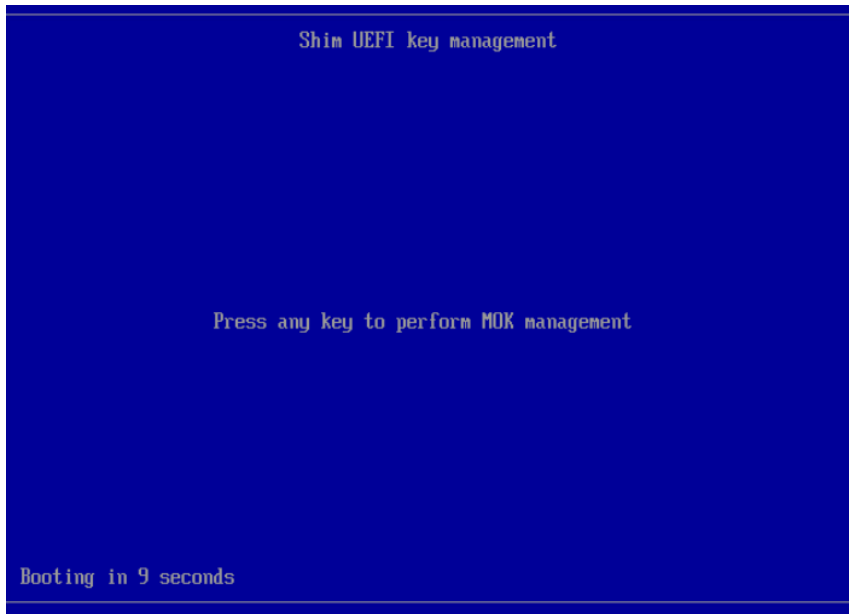 Shim UEFI key management
Press any key to perform MOK management
Booting in 9 seconds